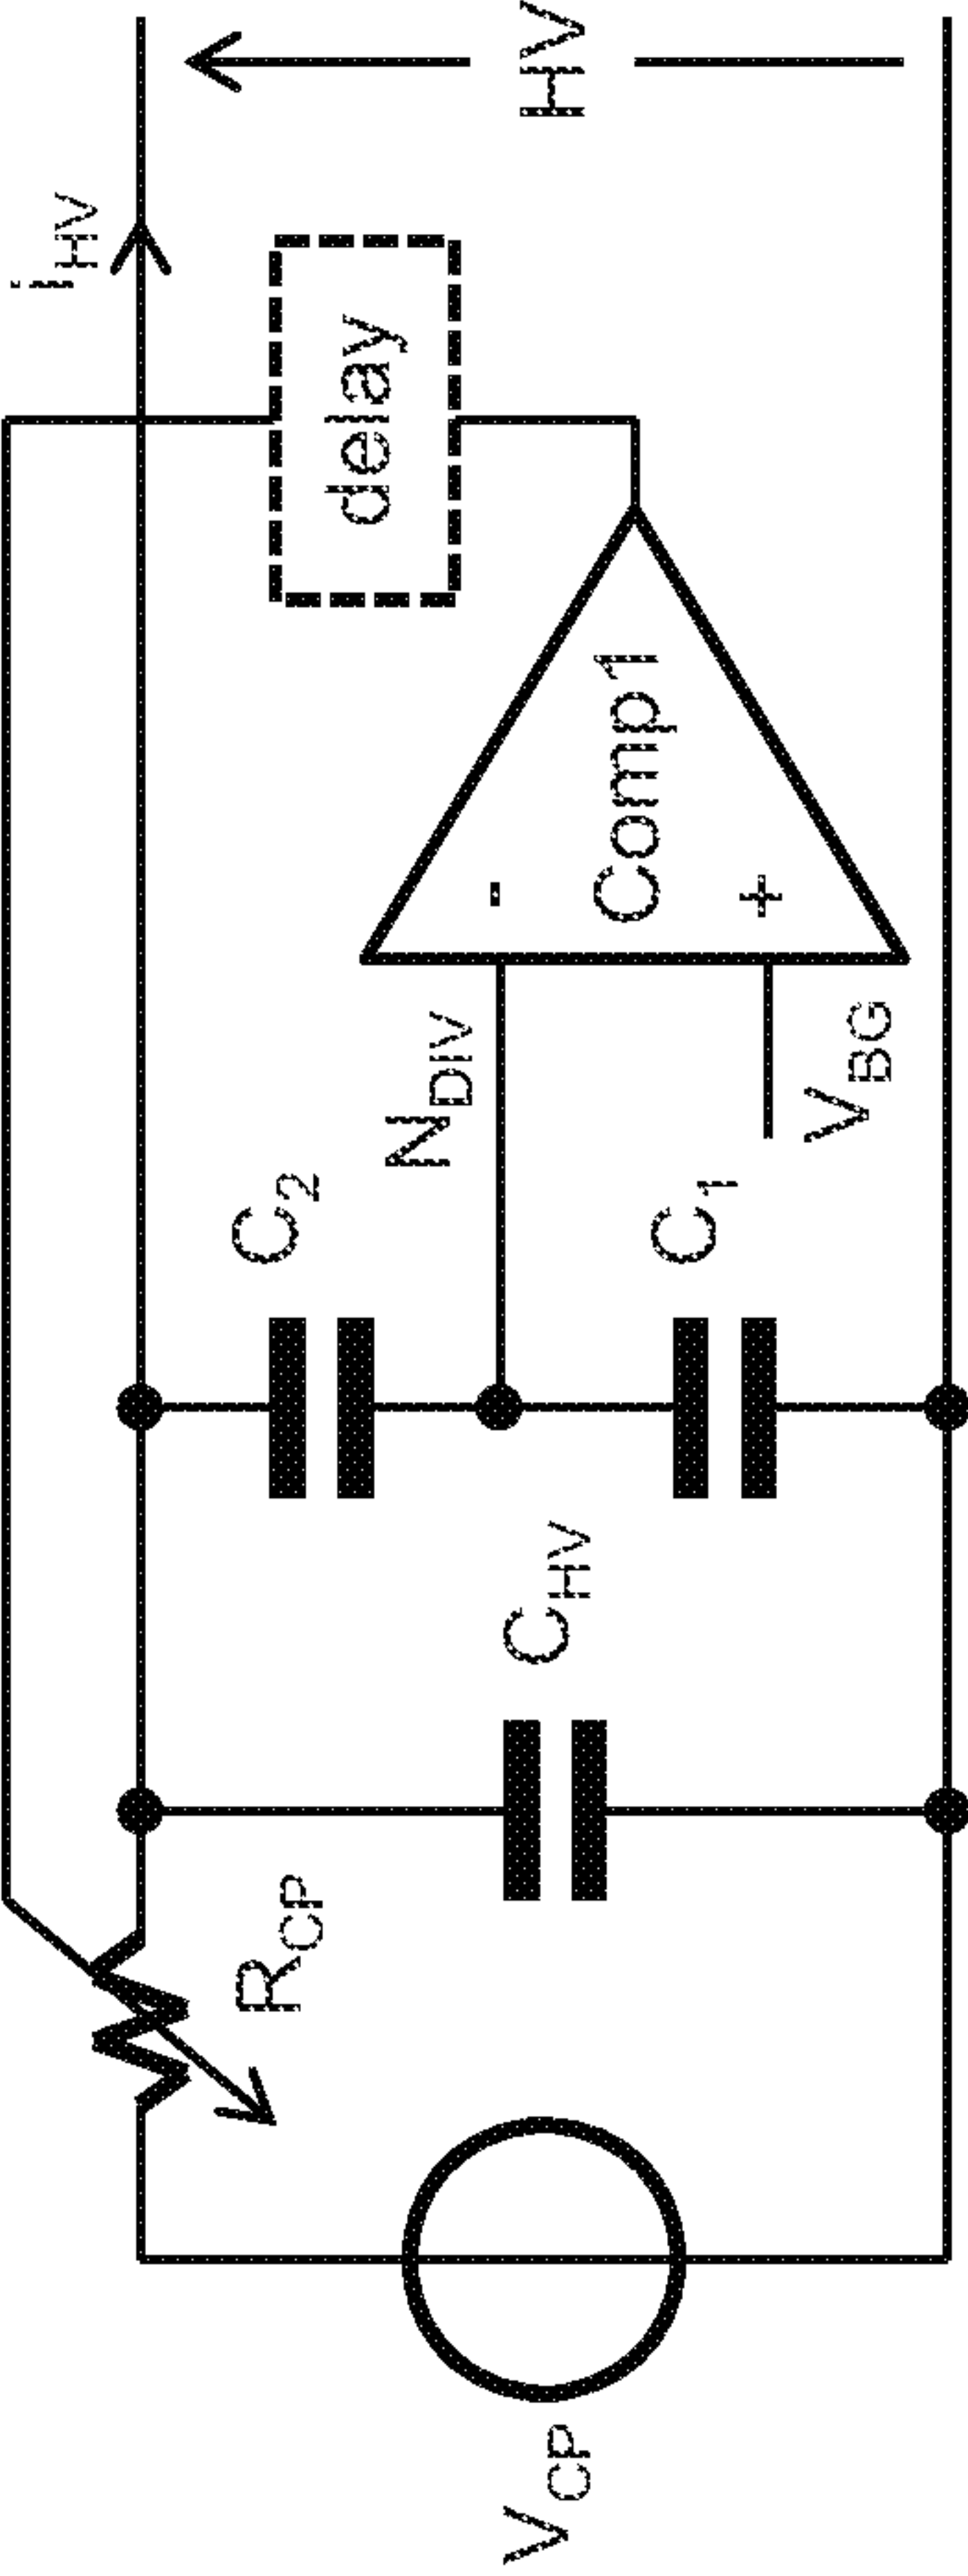 V_CP
R_CP
C_HV
C_2
C_1
N_DIV
V_BG
-
+
Comp1
delay
i_HV
HV